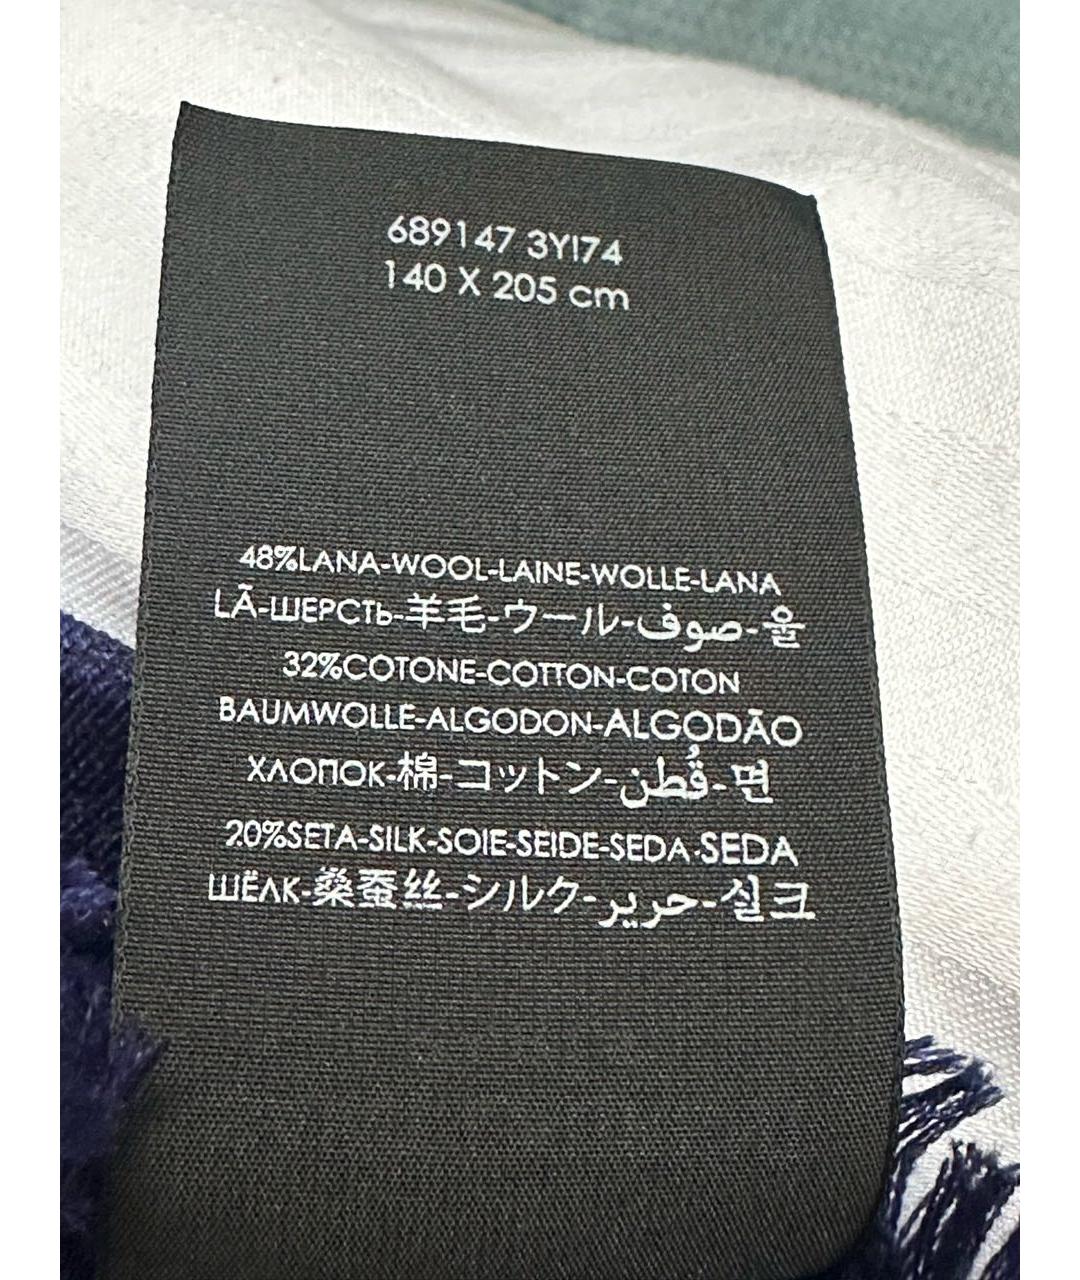 689147 3YI74
140 X 205 cm
48%LANA-WOOL-LAINE-WOLLE-LANA
LÃ-ШЕРСТЬ-羊毛-ウール-صوف-울
32%COTONE-COTTON-COTON
BAUMWOLLE-ALGODON-ALGODÃO
ХЛОПОК-棉-コットン-قُطن-면
20%SETA-SILK-SOIE-SEIDE-SEDA-SEDA
ШЁЛК-桑蚕丝-シルク-حرير-실크